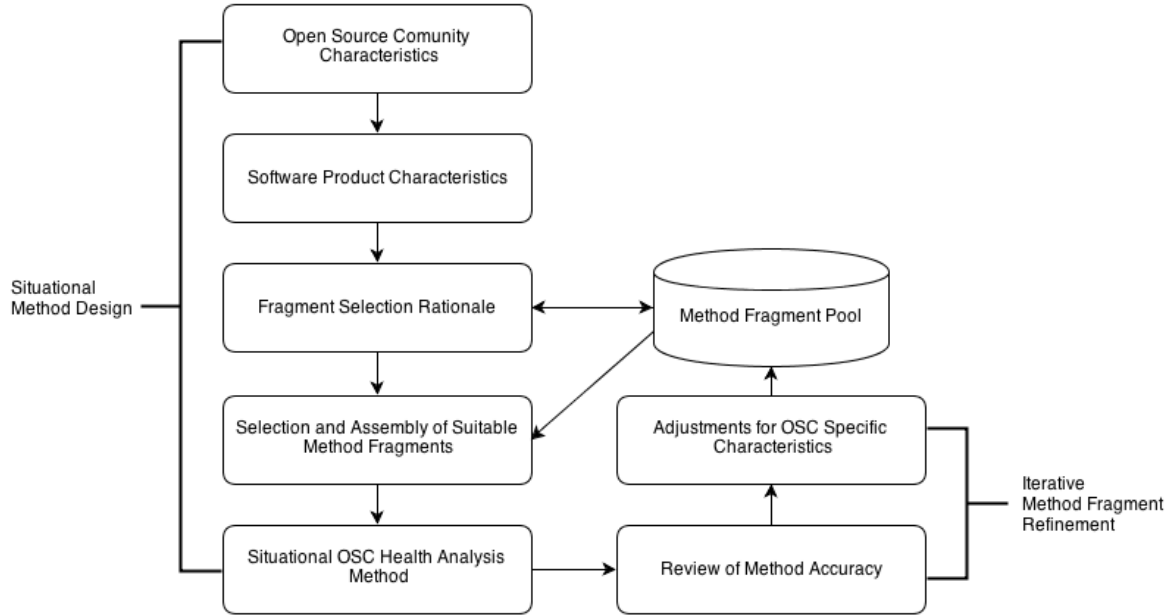 Open Source Comunity
Characteristics
Software Product Characteristics
Situational
Method Design
Fragment Selection Rationale
Method Fragment Pool
Selection and Assembly of Suitable
Method Fragments
Adjustments for OSC Specific
Characteristics
Iterative
Method Fragment
Refinement
Situational OSC Health Analysis
Method
Review of Method Accuracy